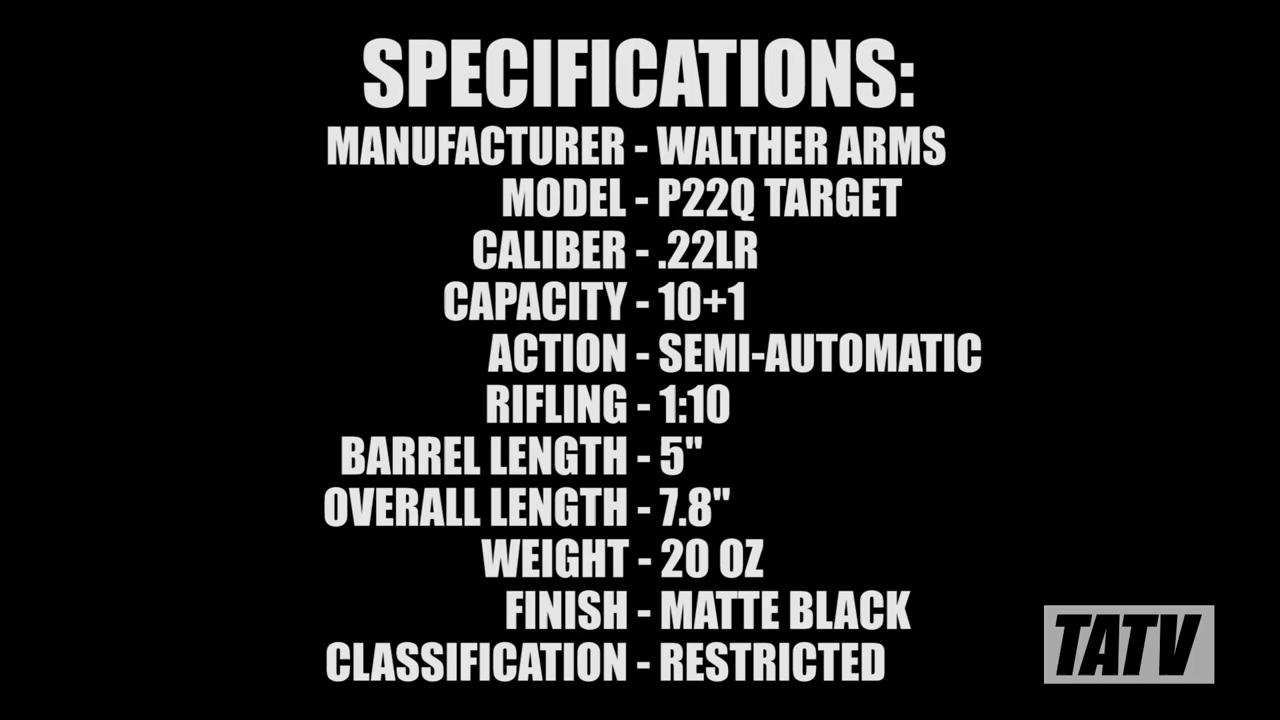 SPECIFICATIONS:
MANUFACTURER - WALTHER ARMS
MODEL - P22Q TARGET
CALIBER - .22LR
CAPACITY - 10+1
ACTION - SEMI-AUTOMATIC
RIFLING - 1:10
BARREL LENGTH - 5"
OVERALL LENGTH - 7.8"
WEIGHT - 20 OZ
FINISH - MATTE BLACK
CLASSIFICATION - RESTRICTED
TATV